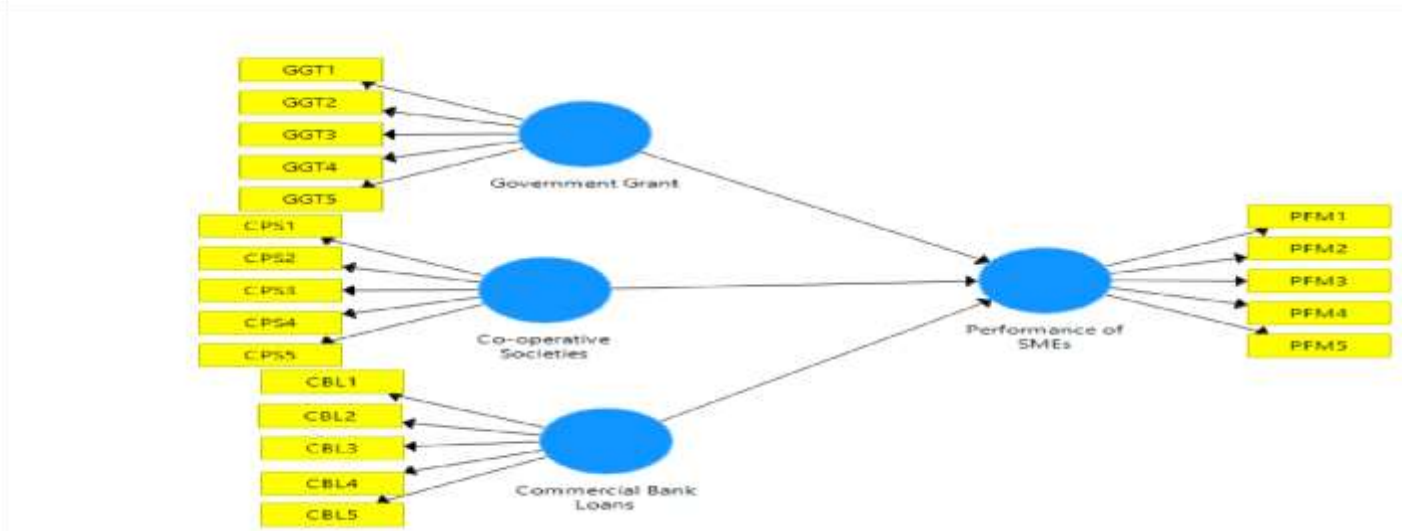 GGT1
GGT2
GGT3
GGT4
GGT5
Government Grant
CPS1
CPS2
CPS3
CPS4
CPS5
Co-operative
Societies
CBL1
CBL2
CBL3
CBL4
CBL5
Commercial Bank
Loans
Performance of
SMEs
PFM1
PFM2
PFM3
PFM4
PFM5